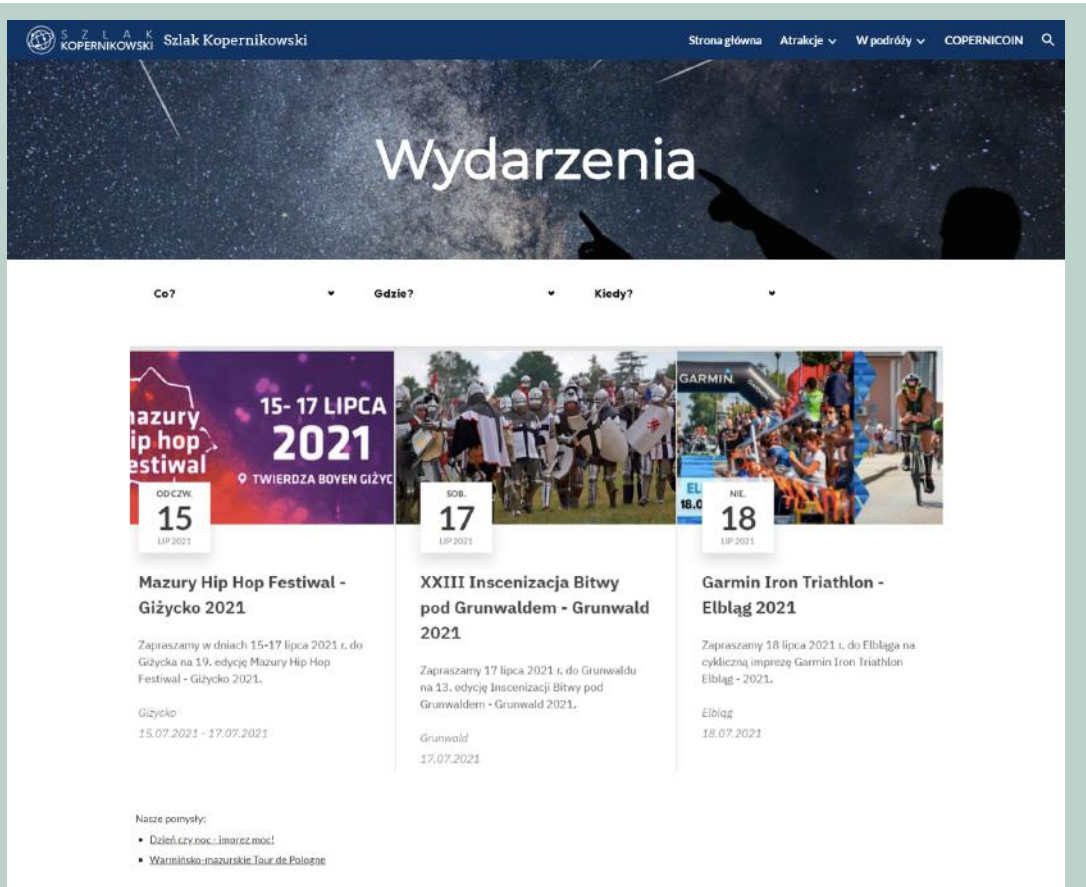 SZLAK
KOPERNIKOWSKI
Szlak Kopernikowski
Strona główna Atrakcje W podróży COPERNICOIN
Wydarzenia
Co? Gdzie? Kiedy?
mazury
hip hop
festiwal
15- 17 LIPCA
2021
TWIERDZA BOYEN GIŻYC
OD CZW.
15
LIP 2021
Mazury Hip Hop Festiwal -
Giżycko 2021
Zapraszamy w dniach 15-17 lipca 2021 r. do
Giżycka na 19. edycję Mazury Hip Hop
Festiwal - Giżycko 2021.
Giżycko
15.07.2021 - 17.07.2021
SOB.
17
LIP 2021
XXIII Inscenizacja Bitwy
pod Grunwaldem - Grunwald
2021
Zapraszamy 17 lipca 2021 r. do Grunwaldu
na 13. edycję Inscenizacji Bitwy pod
Grunwaldem - Grunwald 2021.
Grunwald
17.07.2021
GARMIN
EL
18.0
NIE.
18
LIP 2021
Garmin Iron Triathlon -
Elbląg 2021
Zapraszamy 18 lipca 2021 r. do Elbląga na
cykliczną imprezę Garmin Iron Triathlon
Elbląg - 2021.
Elbląg
18.07.2021
Nasze pomysły:
Dzień czy noc - imprez moc!
Warmińsko-mazurskie Tour de Pologne